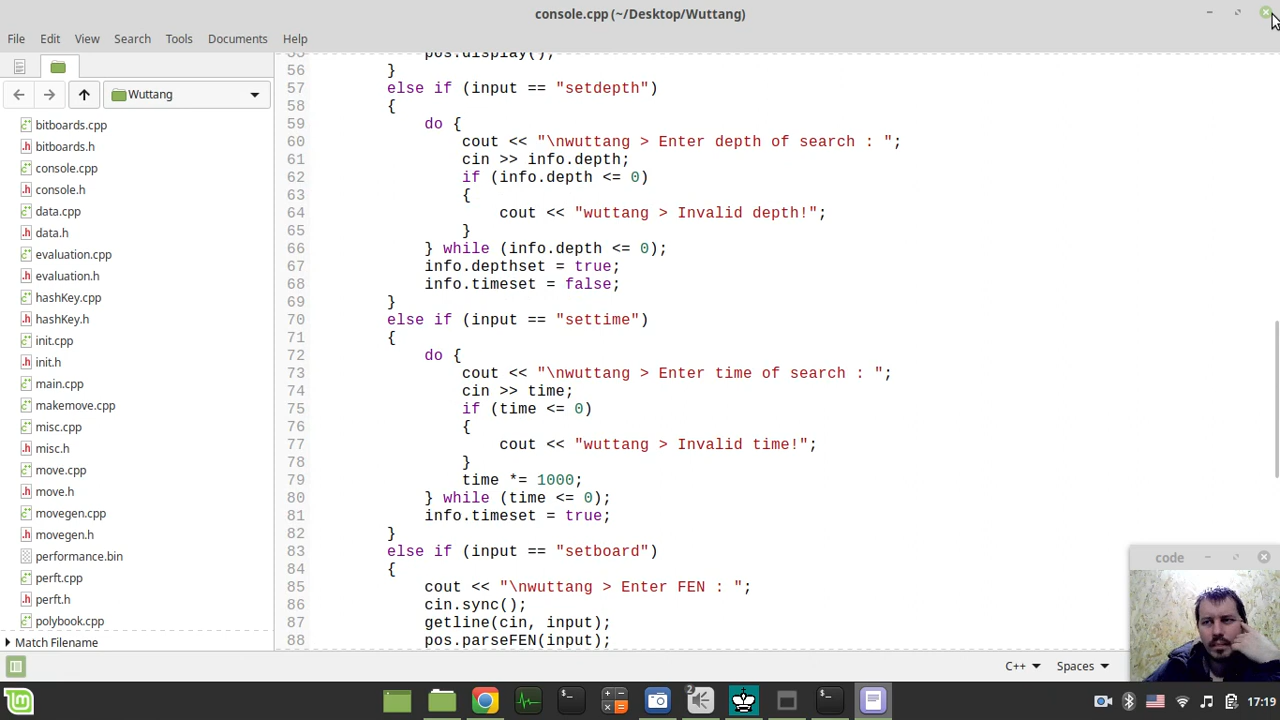 console.cpp (~/Desktop/Wuttang)
File Edit View Search Tools Documents Help
Wuttang
bitboards.cpp
bitboards.h
console.cpp
console.h
data.cpp
data.h
evaluation.cpp
evaluation.h
hashKey.cpp
hashKey.h
init.cpp
init.h
main.cpp
makemove.cpp
misc.cpp
misc.h
move.cpp
move.h
movegen.cpp
movegen.h
performance.bin
perft.cpp
perft.h
polybook.cpp
Match Filename
55 pos.display();
56 }
57 else if (input == "setdepth")
58 {
59 do {
60 cout << "\nwuttang > Enter depth of search : ";
61 cin >> info.depth;
62 if (info.depth <= 0)
63 {
64 cout << "wuttang > Invalid depth!";
65 }
66 } while (info.depth <= 0);
67 info.depthset = true;
68 info.timeset = false;
69 }
70 else if (input == "settime")
71 {
72 do {
73 cout << "\nwuttang > Enter time of search : ";
74 cin >> time;
75 if (time <= 0)
76 {
77 cout << "wuttang > Invalid time!";
78 }
79 time *= 1000;
80 } while (time <= 0);
81 info.timeset = true;
82 }
83 else if (input == "setboard")
84 {
85 cout << "\nwuttang > Enter FEN : ";
86 cin.sync();
87 getline(cin, input);
88 pos.parseFEN(input);
code
C++ Spaces
2
17:19